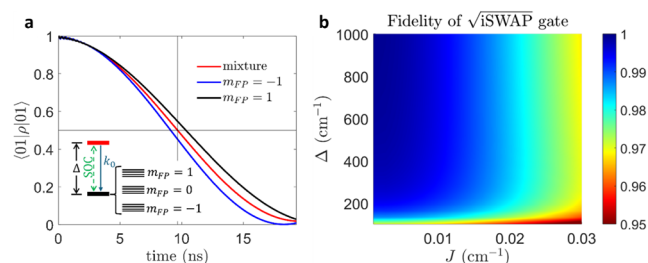 a
⟨01|ρ|01⟩
1
0.8
0.6
0.4
0.2
0
0
5
10
15
time (ns)
mixture
m_FP = −1
m_FP = 1
Δ
SOC
k₀
m_FP = 1
m_FP = 0
m_FP = −1
b
Fidelity of √iSWAP gate
Δ (cm⁻¹)
1000
800
600
400
200
0.01
0.02
0.03
J (cm⁻¹)
1
0.99
0.98
0.97
0.96
0.95